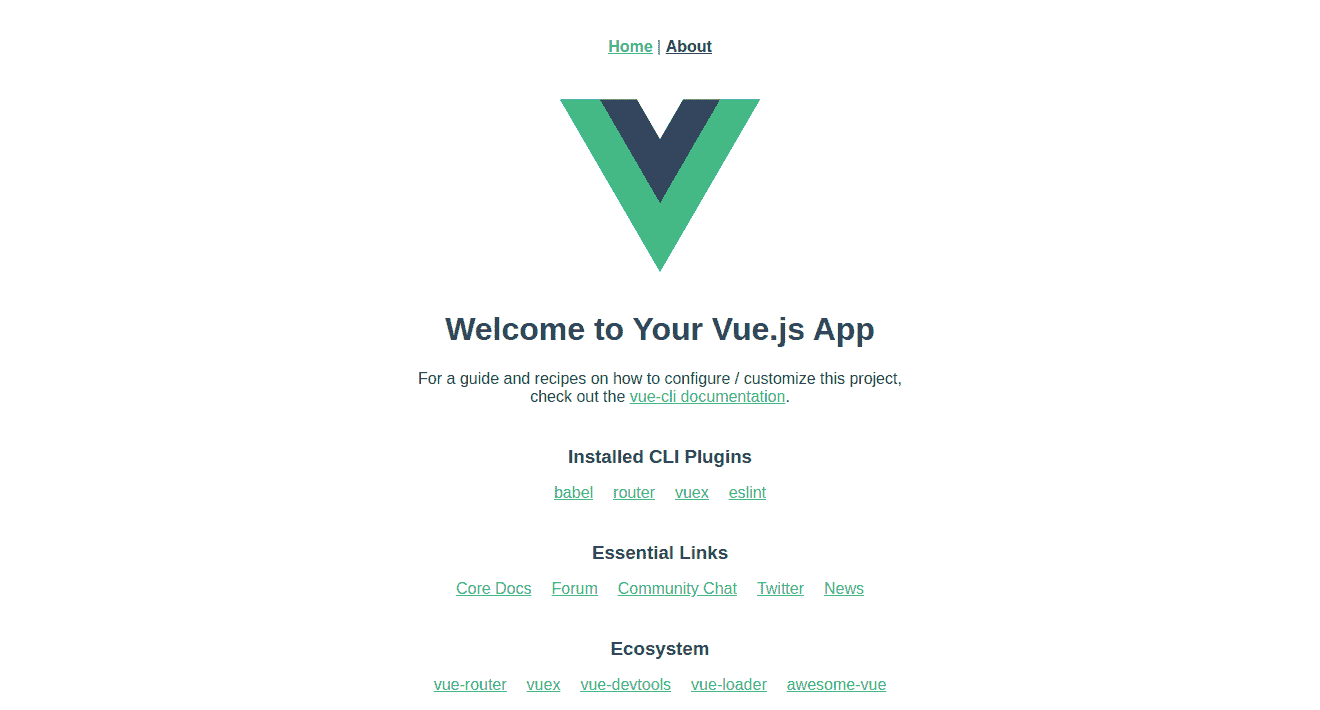 Home | About
Welcome to Your Vue.js App
For a guide and recipes on how to configure / customize this project,
check out the vue-cli documentation.
Installed CLI Plugins
babel router vuex eslint
Essential Links
Core Docs Forum Community Chat Twitter News
Ecosystem
vue-router vuex vue-devtools vue-loader awesome-vue